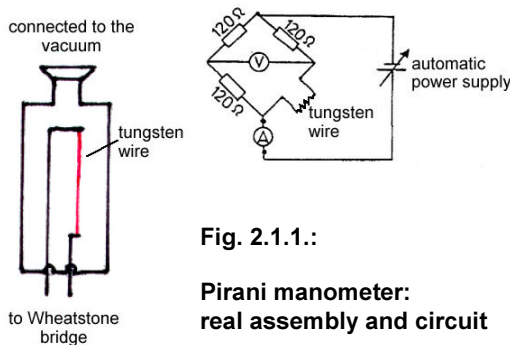 connected to the
vacuum
tungsten
wire
to Wheatstone
bridge
120Ω
120Ω
120Ω
V
A
tungsten
wire
automatic
power supply
Fig. 2.1.1.:
Pirani manometer:
real assembly and circuit